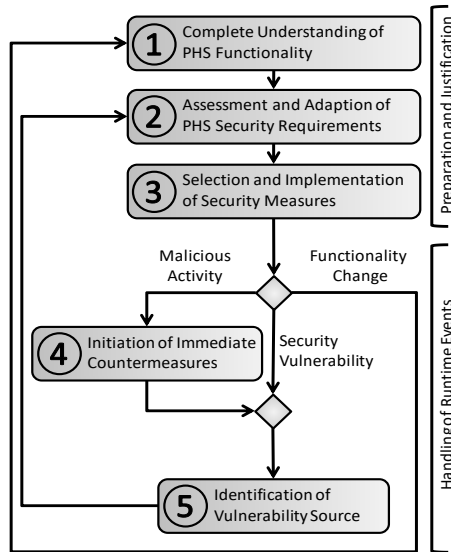 1
Complete Understanding of
PHS Functionality
2
Assessment and Adaption of
PHS Security Requirements
3
Selection and Implementation
of Security Measures
Malicious
Activity
Functionality
Change
4
Initiation of Immediate
Countermeasures
Security
Vulnerability
5
Identification of
Vulnerability Source
Preparation and Justification
Handling of Runtime Events